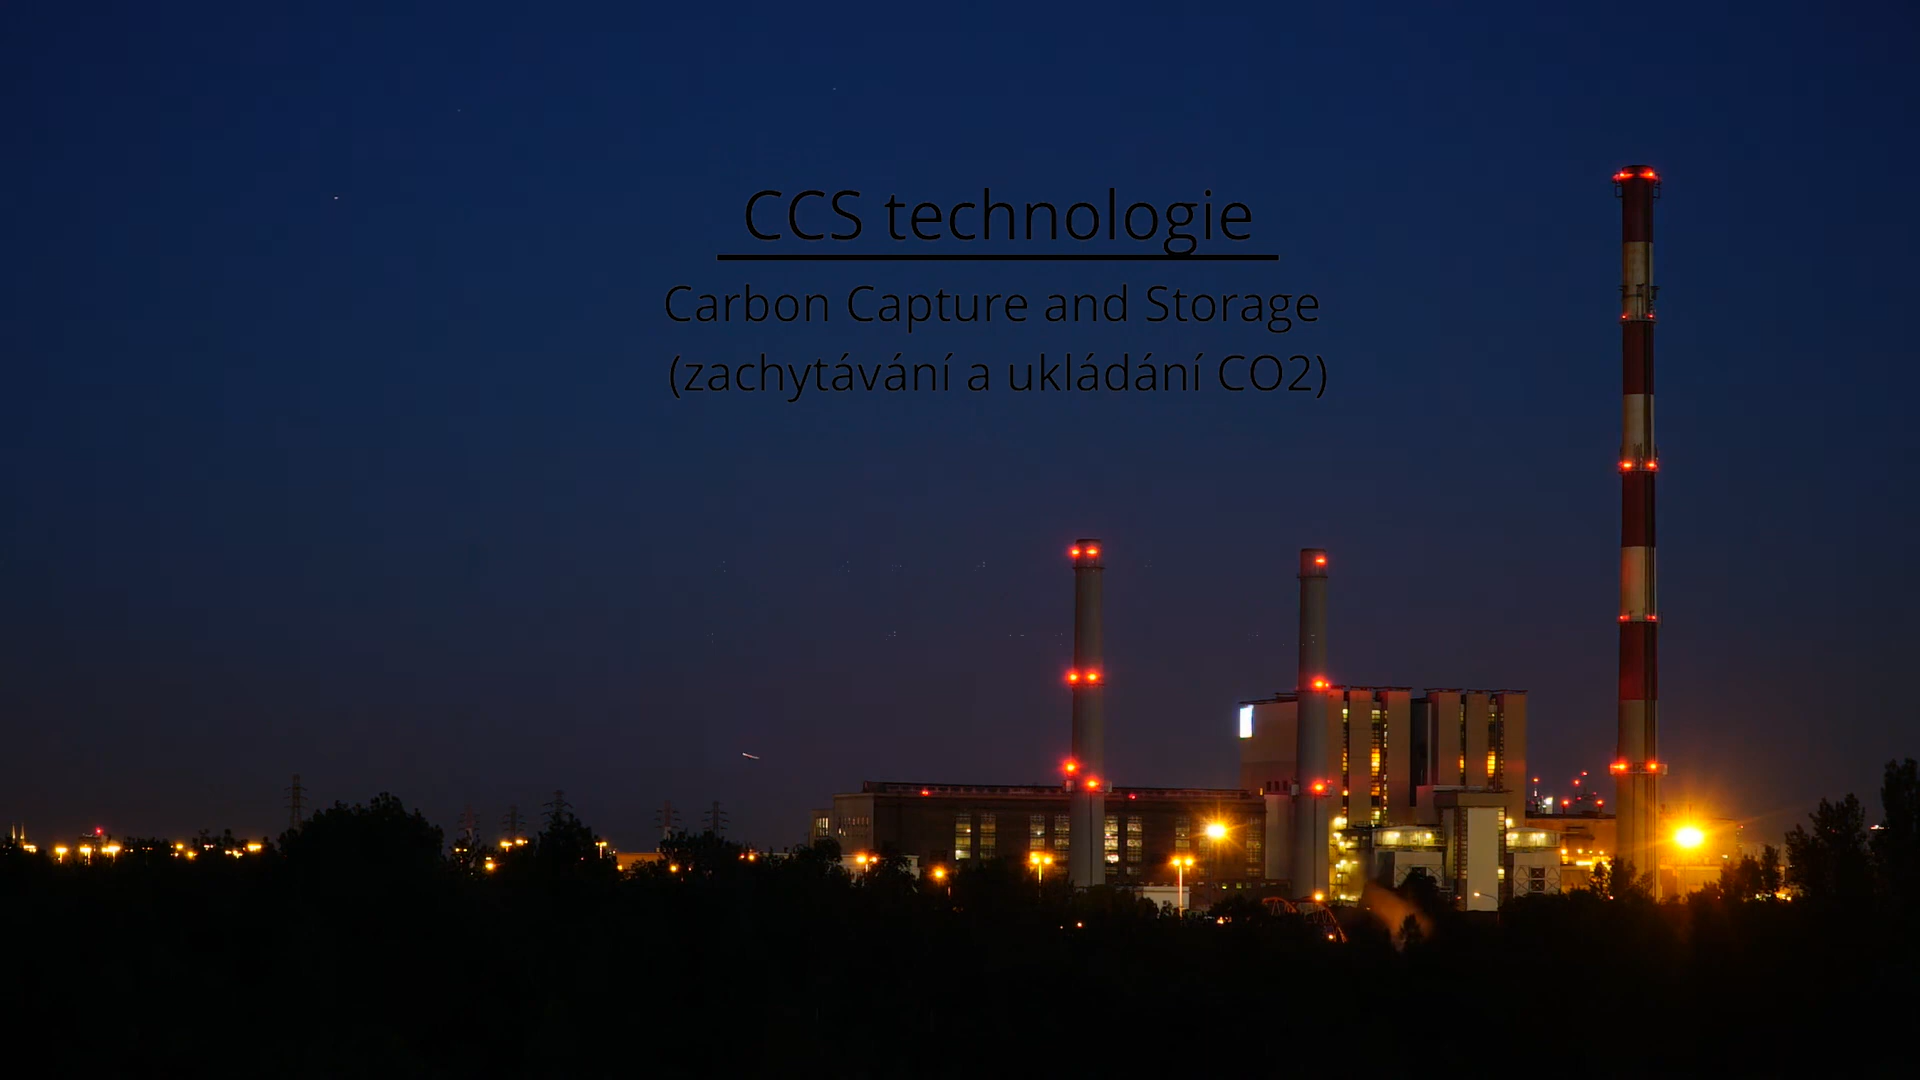 CCS technologie
Carbon Capture and Storage
(zachytávání a ukládání CO2)